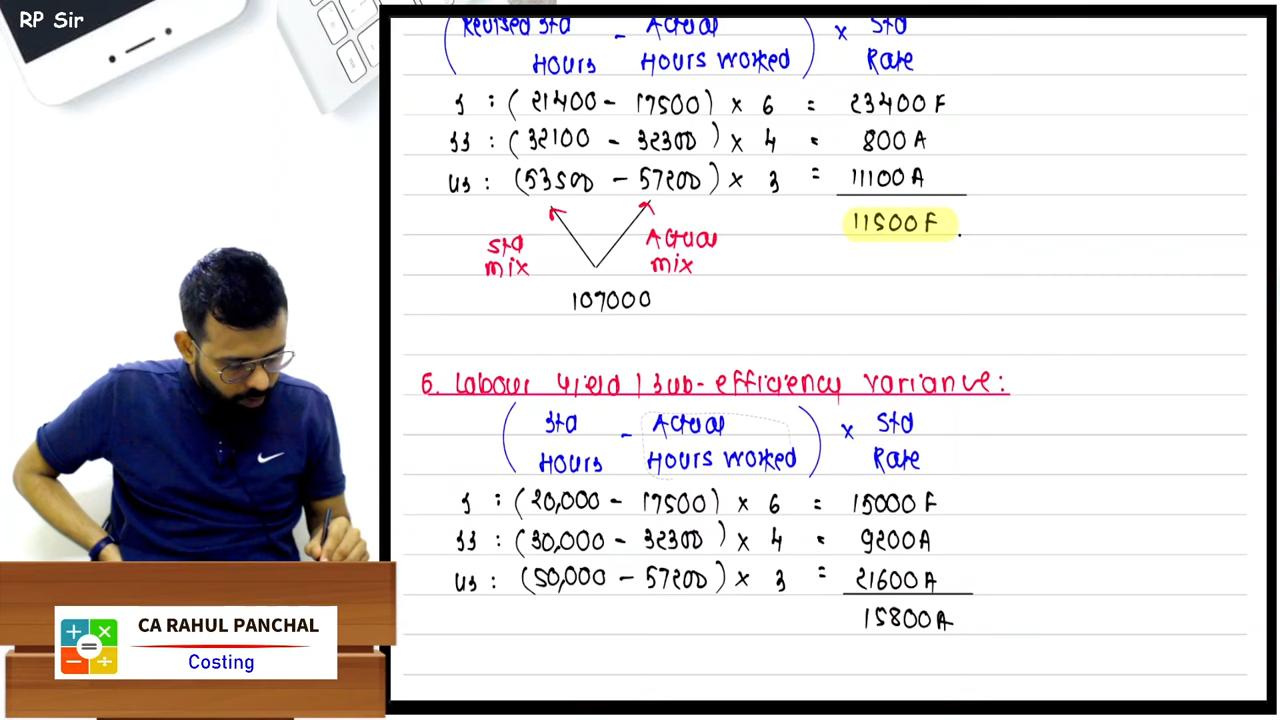 RP Sir
(Revised Std - Actual) × Std
Hours Hours Worked Rate
S : (21400 - 17500) × 6 = 23400 F
SS : (32100 - 32300) × 4 = 800 A
US : (53500 - 57200) × 3 = 11100 A
11500 F
Std Actual
mix mix
107000
6. Labour Yield / Sub-efficiency variance:
(Std - Actual) × Std
Hours Hours Worked Rate
S : (20,000 - 17500) × 6 = 15000 F
SS : (30,000 - 32300) × 4 = 9200 A
US : (50,000 - 57200) × 3 = 21600 A
15800 A
CA RAHUL PANCHAL
Costing